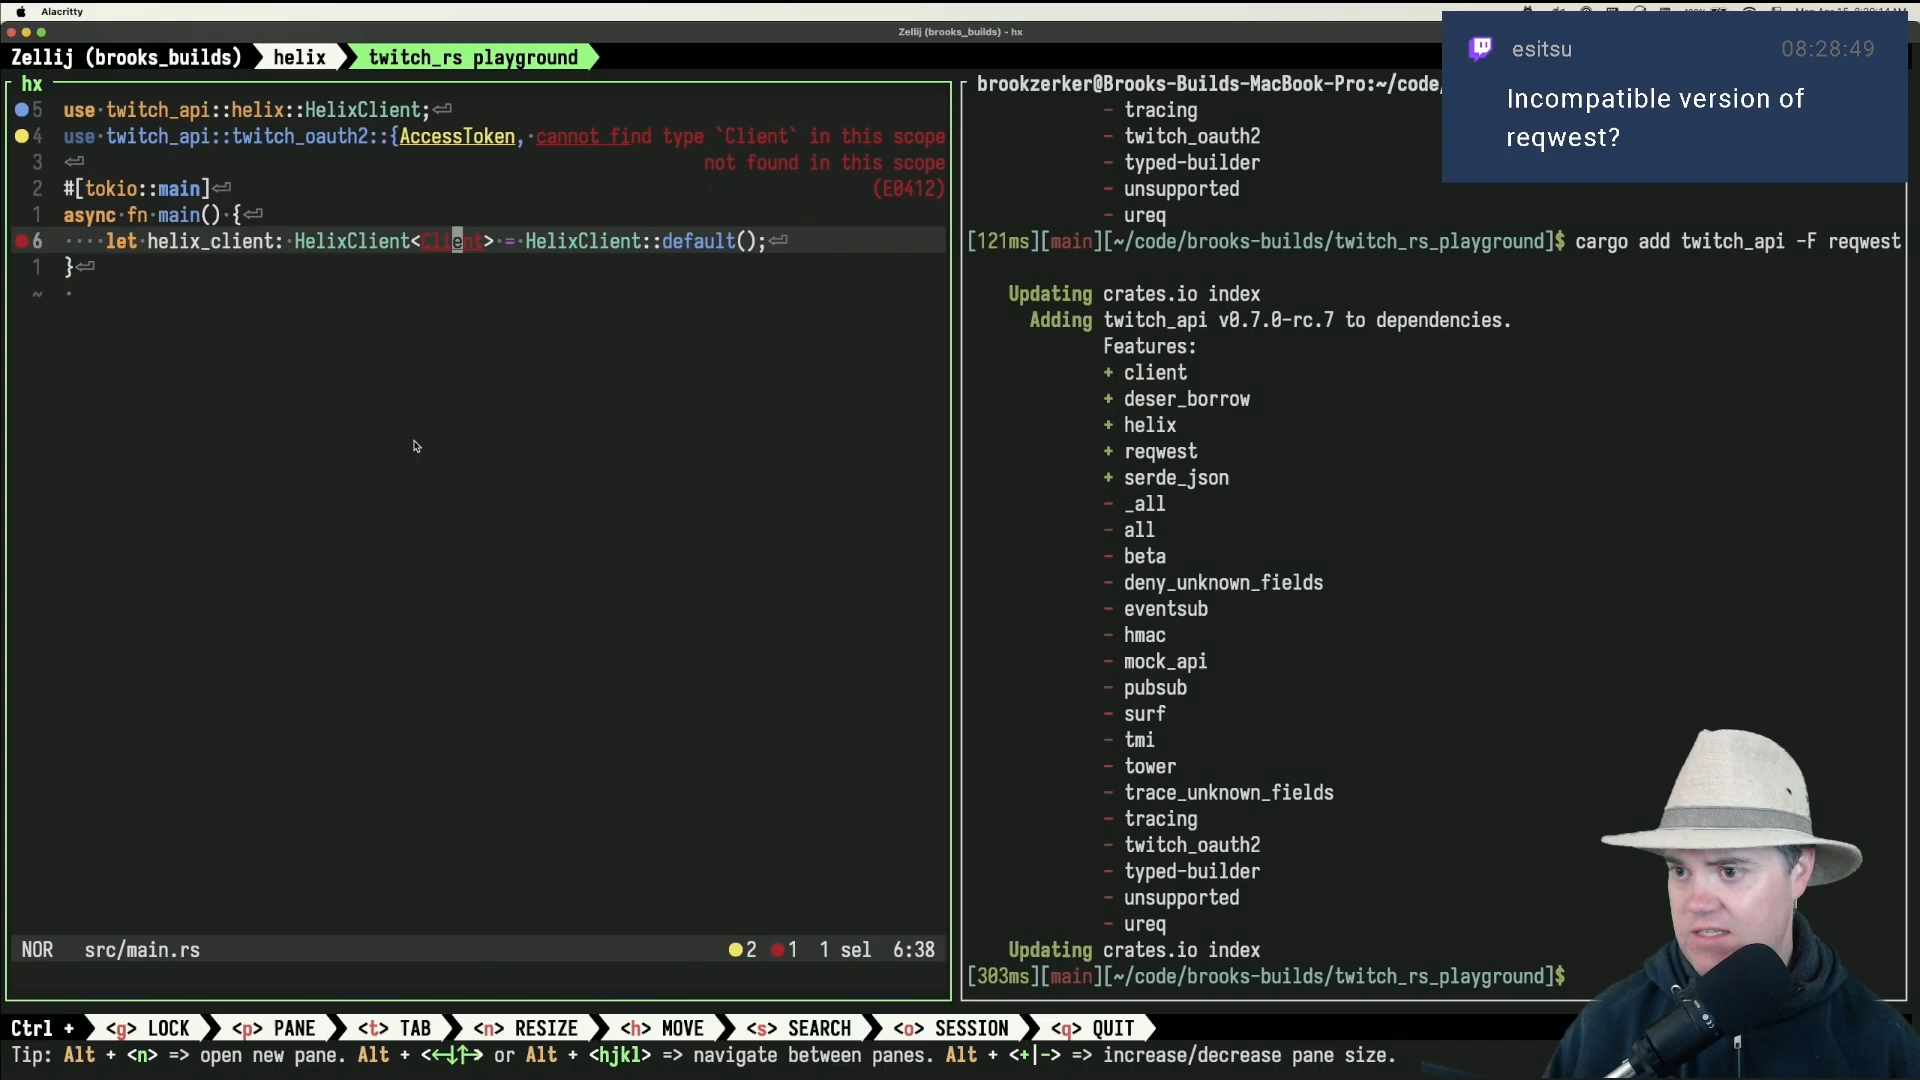 Alacritty
Zellij (brooks_builds) - hx
Zellij (brooks_builds) helix twitch_rs playground
hx
5 use twitch_api::helix::HelixClient;
4 use twitch_api::twitch_oauth2::{AccessToken, cannot find type `Client` in this scope
3 not found in this scope
2 #[tokio::main] (E0412)
1 async fn main() {
6 let helix_client: HelixClient<Client> = HelixClient::default();
1 }
~
NOR src/main.rs 2 1 1 sel 6:38
brookzerker@Brooks-Builds-MacBook-Pro:~/code/
- tracing
- twitch_oauth2
- typed-builder
- unsupported
- ureq
[121ms][main][~/code/brooks-builds/twitch_rs_playground]$ cargo add twitch_api -F reqwest
Updating crates.io index
Adding twitch_api v0.7.0-rc.7 to dependencies.
Features:
+ client
+ deser_borrow
+ helix
+ reqwest
+ serde_json
- _all
- all
- beta
- deny_unknown_fields
- eventsub
- hmac
- mock_api
- pubsub
- surf
- tmi
- tower
- trace_unknown_fields
- tracing
- twitch_oauth2
- typed-builder
- unsupported
- ureq
Updating crates.io index
[303ms][main][~/code/brooks-builds/twitch_rs_playground]$
esitsu 08:28:49
Incompatible version of
reqwest?
Ctrl + <g> LOCK <p> PANE <t> TAB <n> RESIZE <h> MOVE <s> SEARCH <o> SESSION <q> QUIT
Tip: Alt + <n> => open new pane. Alt + <←↓↑→> or Alt + <hjkl> => navigate between panes. Alt + <+|-> => increase/decrease pane size.